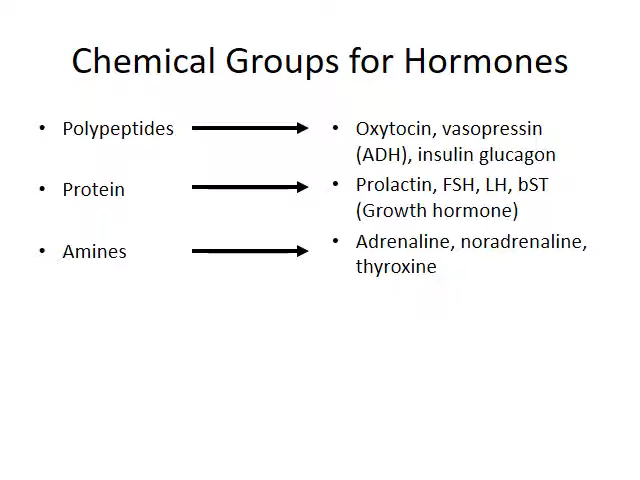 Chemical Groups for Hormones
• Polypeptides
• Oxytocin, vasopressin
(ADH), insulin glucagon
• Protein
• Prolactin, FSH, LH, bST
(Growth hormone)
• Amines
• Adrenaline, noradrenaline,
thyroxine